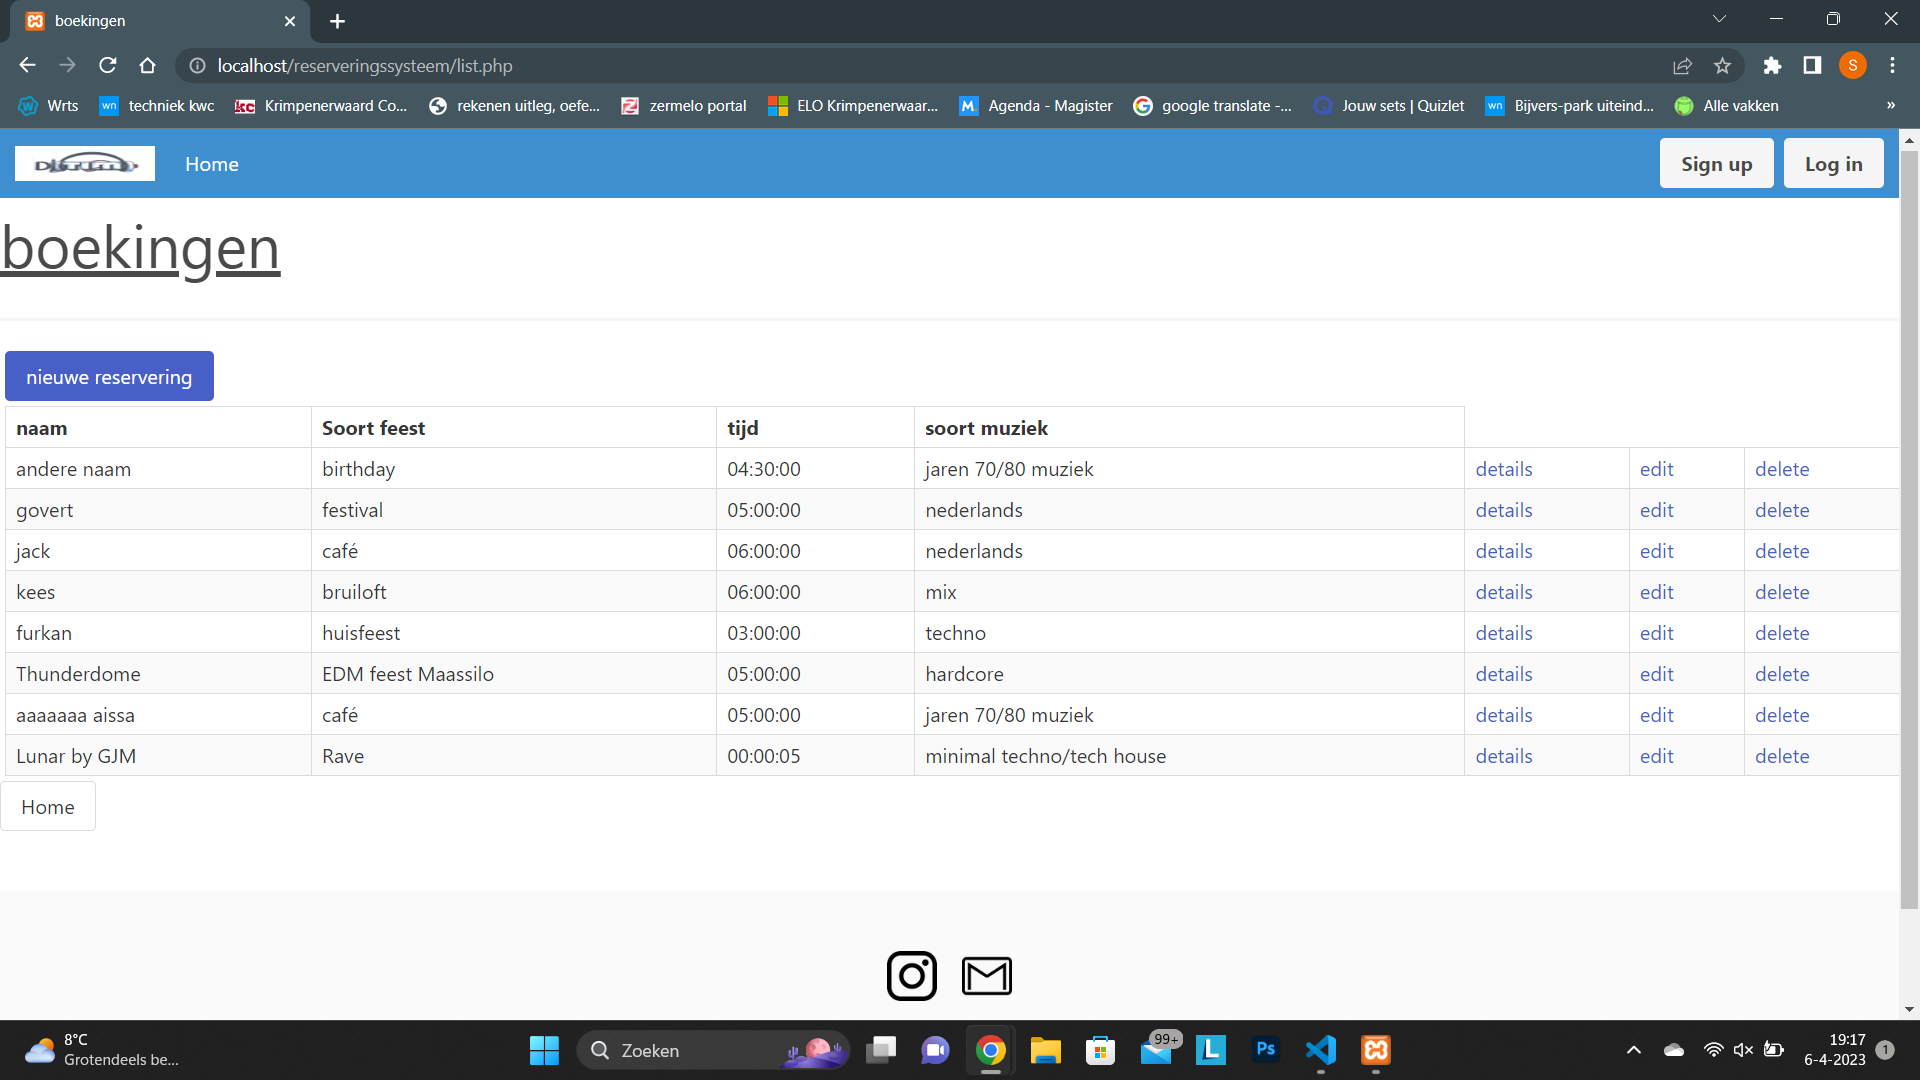 boekingen
localhost/reserveringssysteem/list.php
S
Wrts techniek kwc Krimpenerwaard Co... rekenen uitleg, oefe... zermelo portal ELO Krimpenerwaar... Agenda - Magister google translate -... Jouw sets | Quizlet Bijvers-park uiteind... Alle vakken »
Home Sign up Log in
boekingen
nieuwe reservering
naam Soort feest tijd soort muziek
andere naam birthday 04:30:00 jaren 70/80 muziek details edit delete
govert festival 05:00:00 nederlands details edit delete
jack café 06:00:00 nederlands details edit delete
kees bruiloft 06:00:00 mix details edit delete
furkan huisfeest 03:00:00 techno details edit delete
Thunderdome EDM feest Maassilo 05:00:00 hardcore details edit delete
aaaaaaa aissa café 05:00:00 jaren 70/80 muziek details edit delete
Lunar by GJM Rave 00:00:05 minimal techno/tech house details edit delete
Home
8°C
Grotendeels be...
Zoeken
99+
L
Ps
19:17
6-4-2023
1